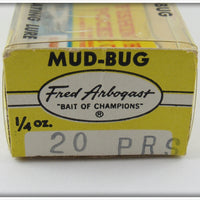 MUD-BUG
Fred Arbogast
"BAIT OF CHAMPIONS"
®
1/4 oz.
20 PRS